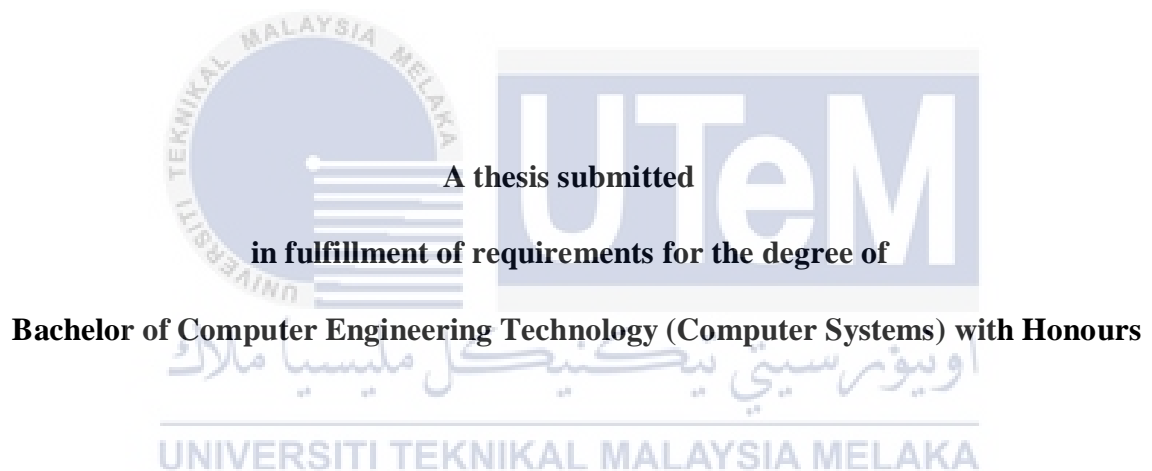 UNIVERSITI TEKNIKAL MALAYSIA MELAKA
UTeM
A thesis submitted
in fulfillment of requirements for the degree of
Bachelor of Computer Engineering Technology (Computer Systems) with Honours
اونيۏرسيتي تيكنيكل مليسيا ملاك
UNIVERSITI TEKNIKAL MALAYSIA MELAKA